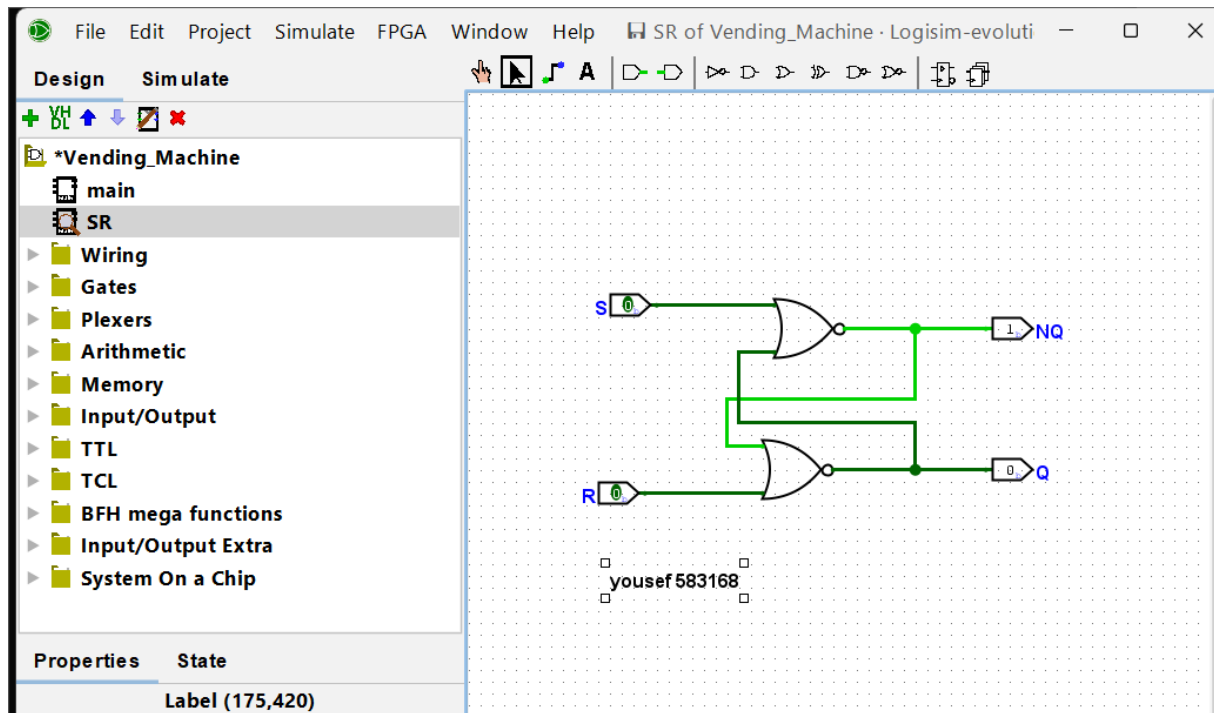 File Edit Project Simulate FPGA Window Help SR of Vending_Machine · Logisim-evoluti
Design Simulate
A
VH
DL
*Vending_Machine
main
SR
Wiring
Gates
Plexers
Arithmetic
Memory
Input/Output
TTL
TCL
BFH mega functions
Input/Output Extra
System On a Chip
Properties State
Label (175,420)
S 0
1 NQ
0 Q
R 0
yousef 583168